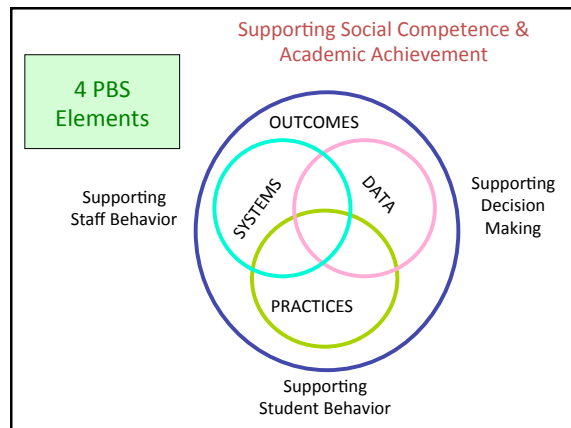 Supporting Social Competence &
Academic Achievement
4 PBS
Elements
OUTCOMES
SYSTEMS
DATA
Supporting
Staff Behavior
Supporting
Decision
Making
PRACTICES
Supporting
Student Behavior